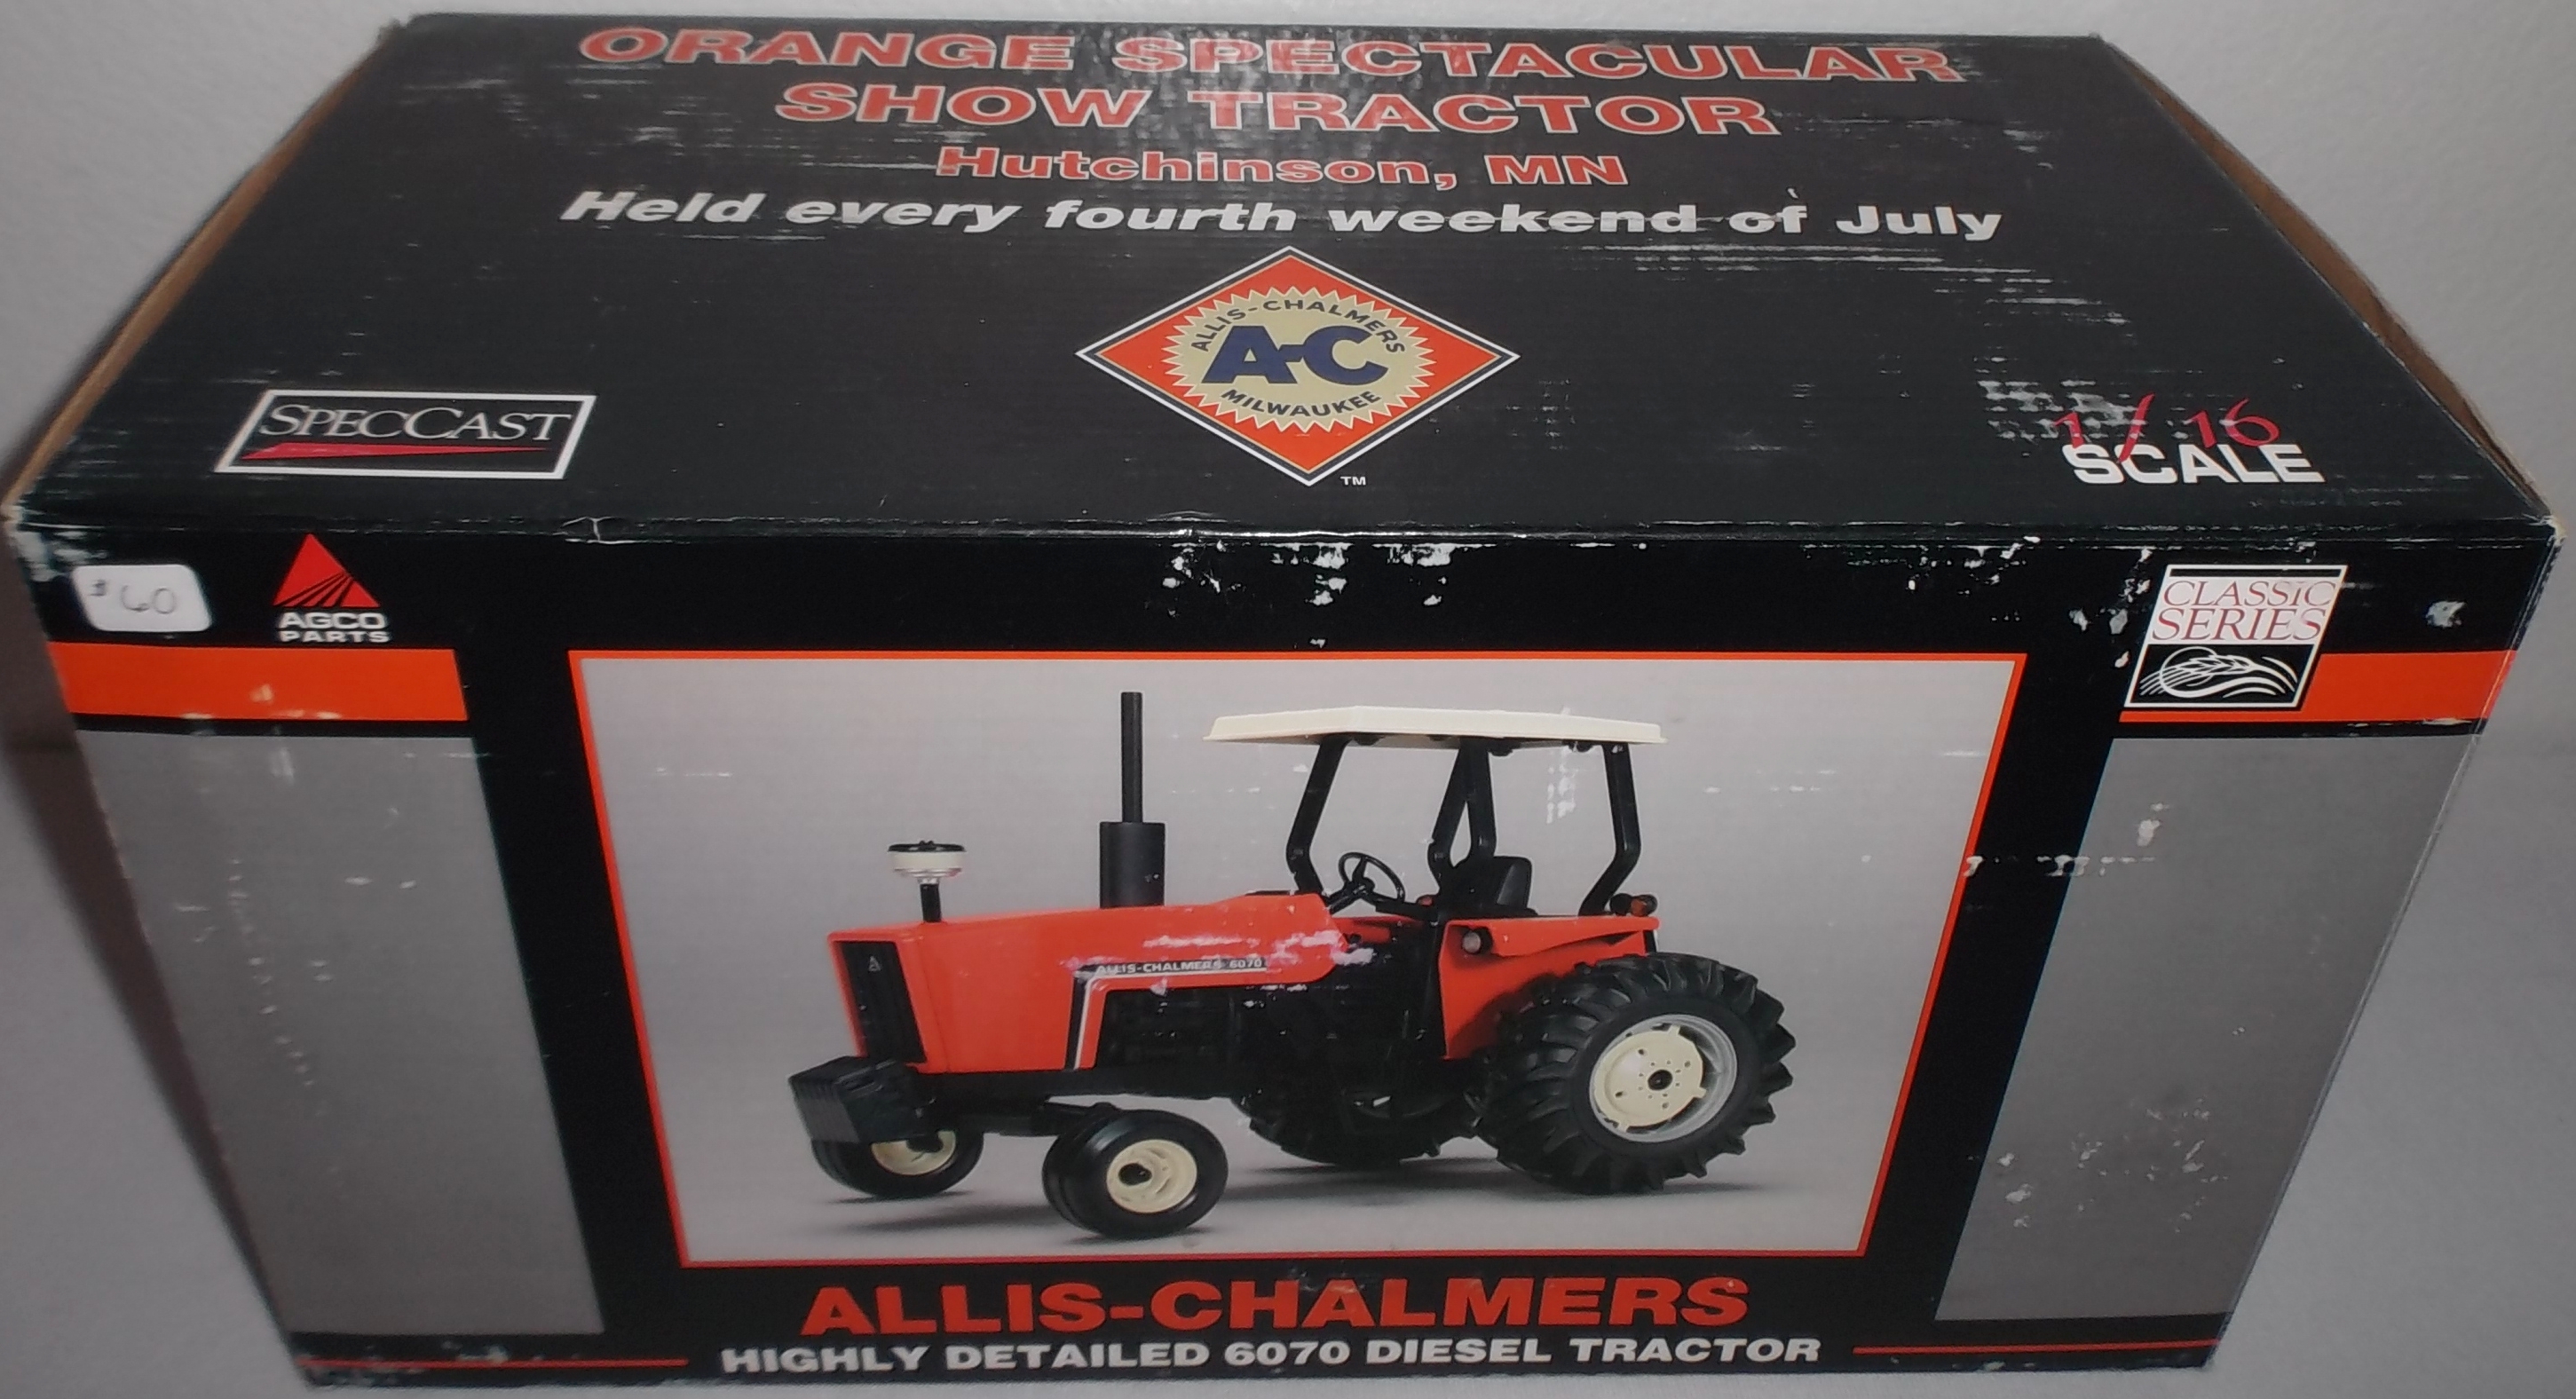 ORANGE SPECTACULAR
SHOW TRACTOR
Hutchinson, MN
Held every fourth weekend of July
ALLIS-CHALMERS
A-C
MILWAUKEE
TM
SPECCAST
1/16
SCALE
$60
AGCO
PARTS
CLASSIC
SERIES
ALLIS-CHALMERS 6070
ALLIS-CHALMERS
HIGHLY DETAILED 6070 DIESEL TRACTOR